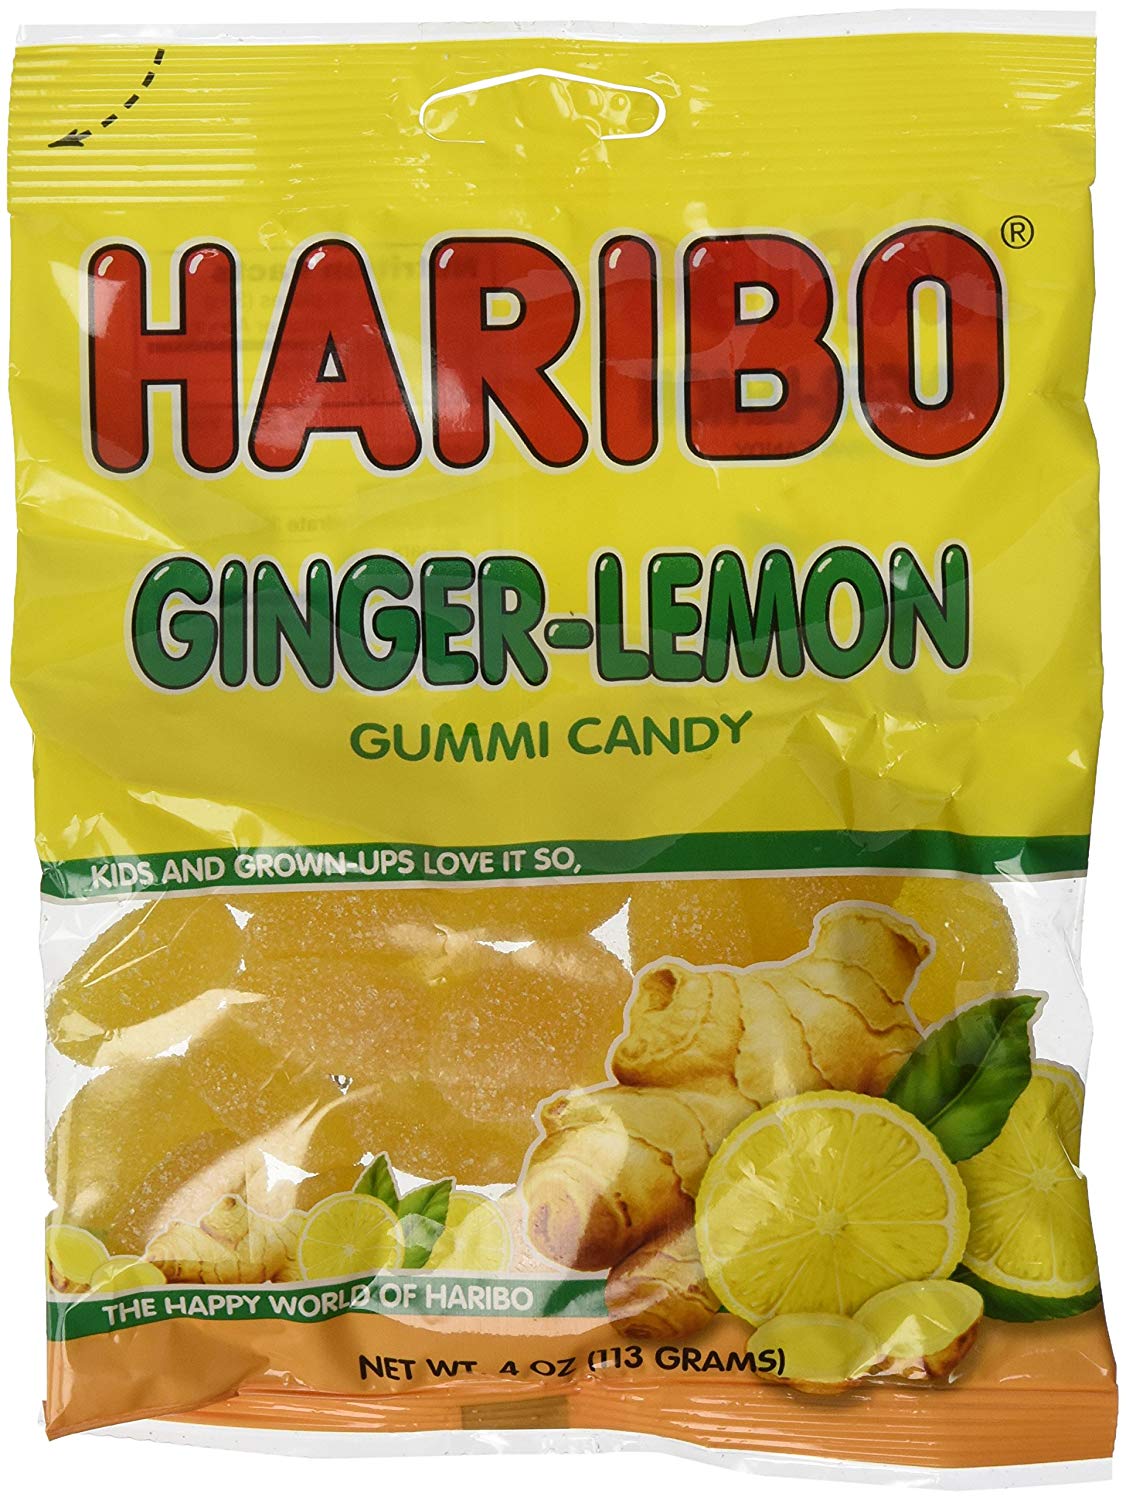 HARIBO®
GINGER-LEMON
GUMMI CANDY
KIDS AND GROWN-UPS LOVE IT SO,
THE HAPPY WORLD OF HARIBO
NET WT. 4 OZ (113 GRAMS)